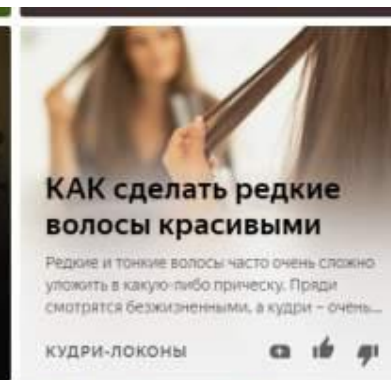 КАК сделать редкие
волосы красивыми
Редкие и тонкие волосы часто очень сложно
уложить в какую-либо прическу. Пряди
смотрятся безжизненными, а кудри – очень...
КУДРИ-ЛОКОНЫ